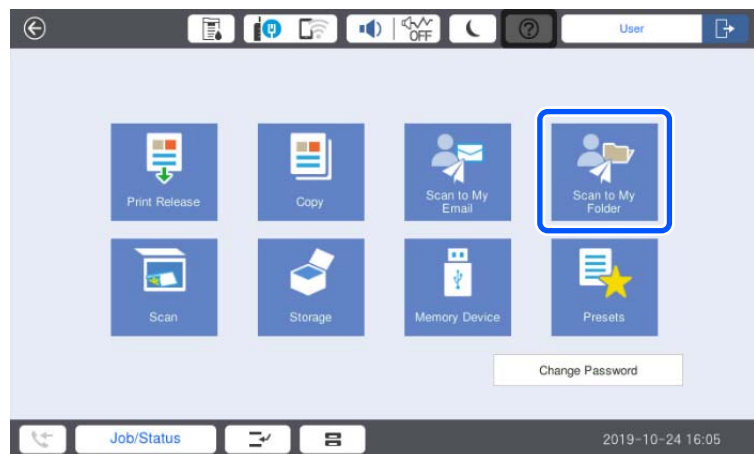 OFF
User
Print Release
Copy
Scan to My
Email
Scan to My
Folder
Scan
Storage
Memory Device
Presets
Change Password
Job/Status
2019-10-24 16:05